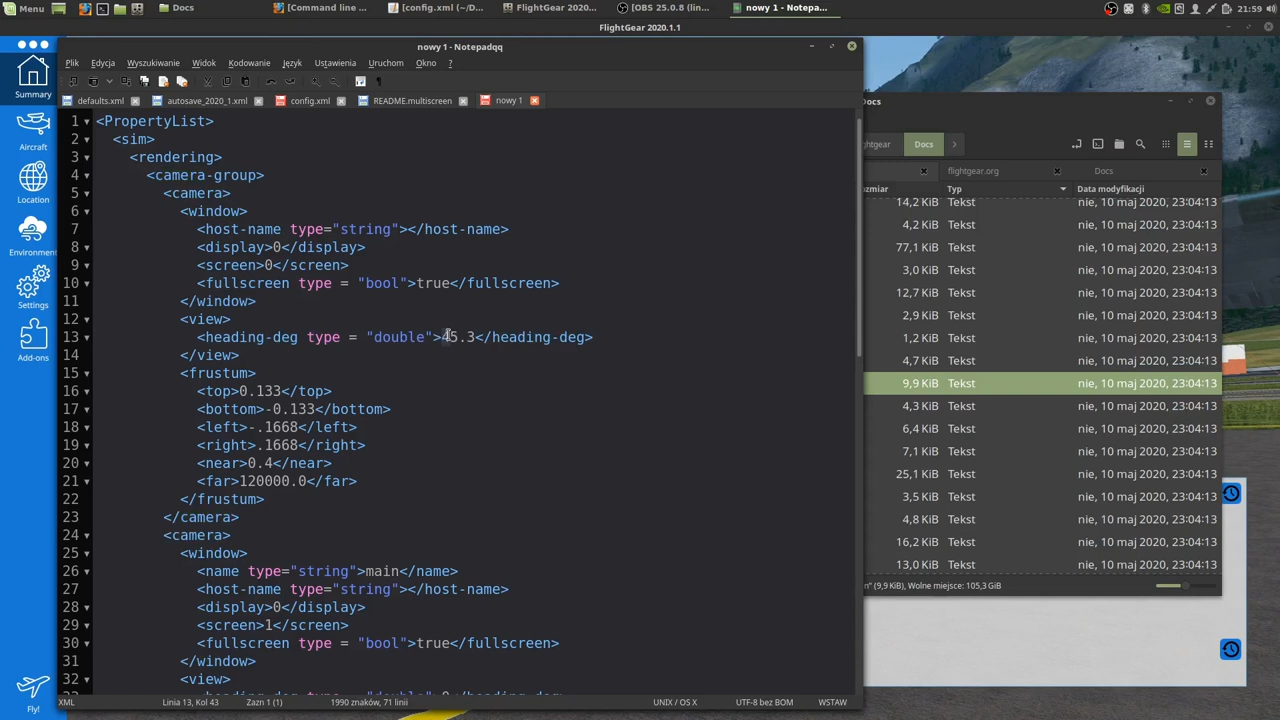 Menu
Docs
[Command line ...
[config.xml (~/D...
FlightGear 2020....
[OBS 25.0.8 (lin...
nowy 1 - Notepa...
21:59
FlightGear 2020.1.1
Summary
Aircraft
Location
Environmen
Settings
Add-ons
Fly!
nowy 1 - Notepadqq
Plik Edycja Wyszukiwanie Widok Kodowanie Język Ustawienia Uruchom Okno ?
defaults.xml autosave_2020_1.xml config.xml README.multiscreen nowy 1
1 <PropertyList>
2 <sim>
3 <rendering>
4 <camera-group>
5 <camera>
6 <window>
7 <host-name type="string"></host-name>
8 <display>0</display>
9 <screen>0</screen>
10 <fullscreen type = "bool">true</fullscreen>
11 </window>
12 <view>
13 <heading-deg type = "double">45.3</heading-deg>
14 </view>
15 <frustum>
16 <top>0.133</top>
17 <bottom>-0.133</bottom>
18 <left>-.1668</left>
19 <right>.1668</right>
20 <near>0.4</near>
21 <far>120000.0</far>
22 </frustum>
23 </camera>
24 <camera>
25 <window>
26 <name type="string">main</name>
27 <host-name type="string"></host-name>
28 <display>0</display>
29 <screen>1</screen>
30 <fullscreen type = "bool">true</fullscreen>
31 </window>
32 <view>
XML Linia 13, Kol 43 Zazn 1 (1) 1990 znaków, 71 linii UNIX / OS X UTF-8 bez BOM WSTAW
Docs
htgear Docs
flightgear.org Docs
ozmiar Typ Data modyfikacji
14,2 KiB Tekst nie, 10 maj 2020, 23:04:13
4,2 KiB Tekst nie, 10 maj 2020, 23:04:13
77,1 KiB Tekst nie, 10 maj 2020, 23:04:13
3,0 KiB Tekst nie, 10 maj 2020, 23:04:13
12,7 KiB Tekst nie, 10 maj 2020, 23:04:13
2,9 KiB Tekst nie, 10 maj 2020, 23:04:13
1,2 KiB Tekst nie, 10 maj 2020, 23:04:13
4,7 KiB Tekst nie, 10 maj 2020, 23:04:13
9,9 KiB Tekst nie, 10 maj 2020, 23:04:13
4,3 KiB Tekst nie, 10 maj 2020, 23:04:13
6,4 KiB Tekst nie, 10 maj 2020, 23:04:13
7,1 KiB Tekst nie, 10 maj 2020, 23:04:13
25,1 KiB Tekst nie, 10 maj 2020, 23:04:13
3,5 KiB Tekst nie, 10 maj 2020, 23:04:13
4,8 KiB Tekst nie, 10 maj 2020, 23:04:13
16,2 KiB Tekst nie, 10 maj 2020, 23:04:13
13,0 KiB Tekst nie, 10 maj 2020, 23:04:13
n" (9,9 KiB), Wolne miejsce: 105,3 GiB